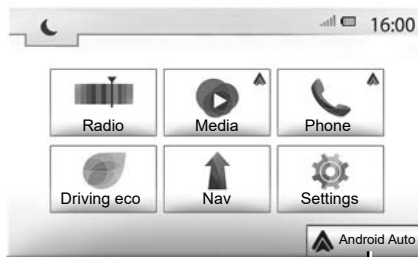 16:00
Radio
Media
Phone
Driving eco
Nav
Settings
Android Auto